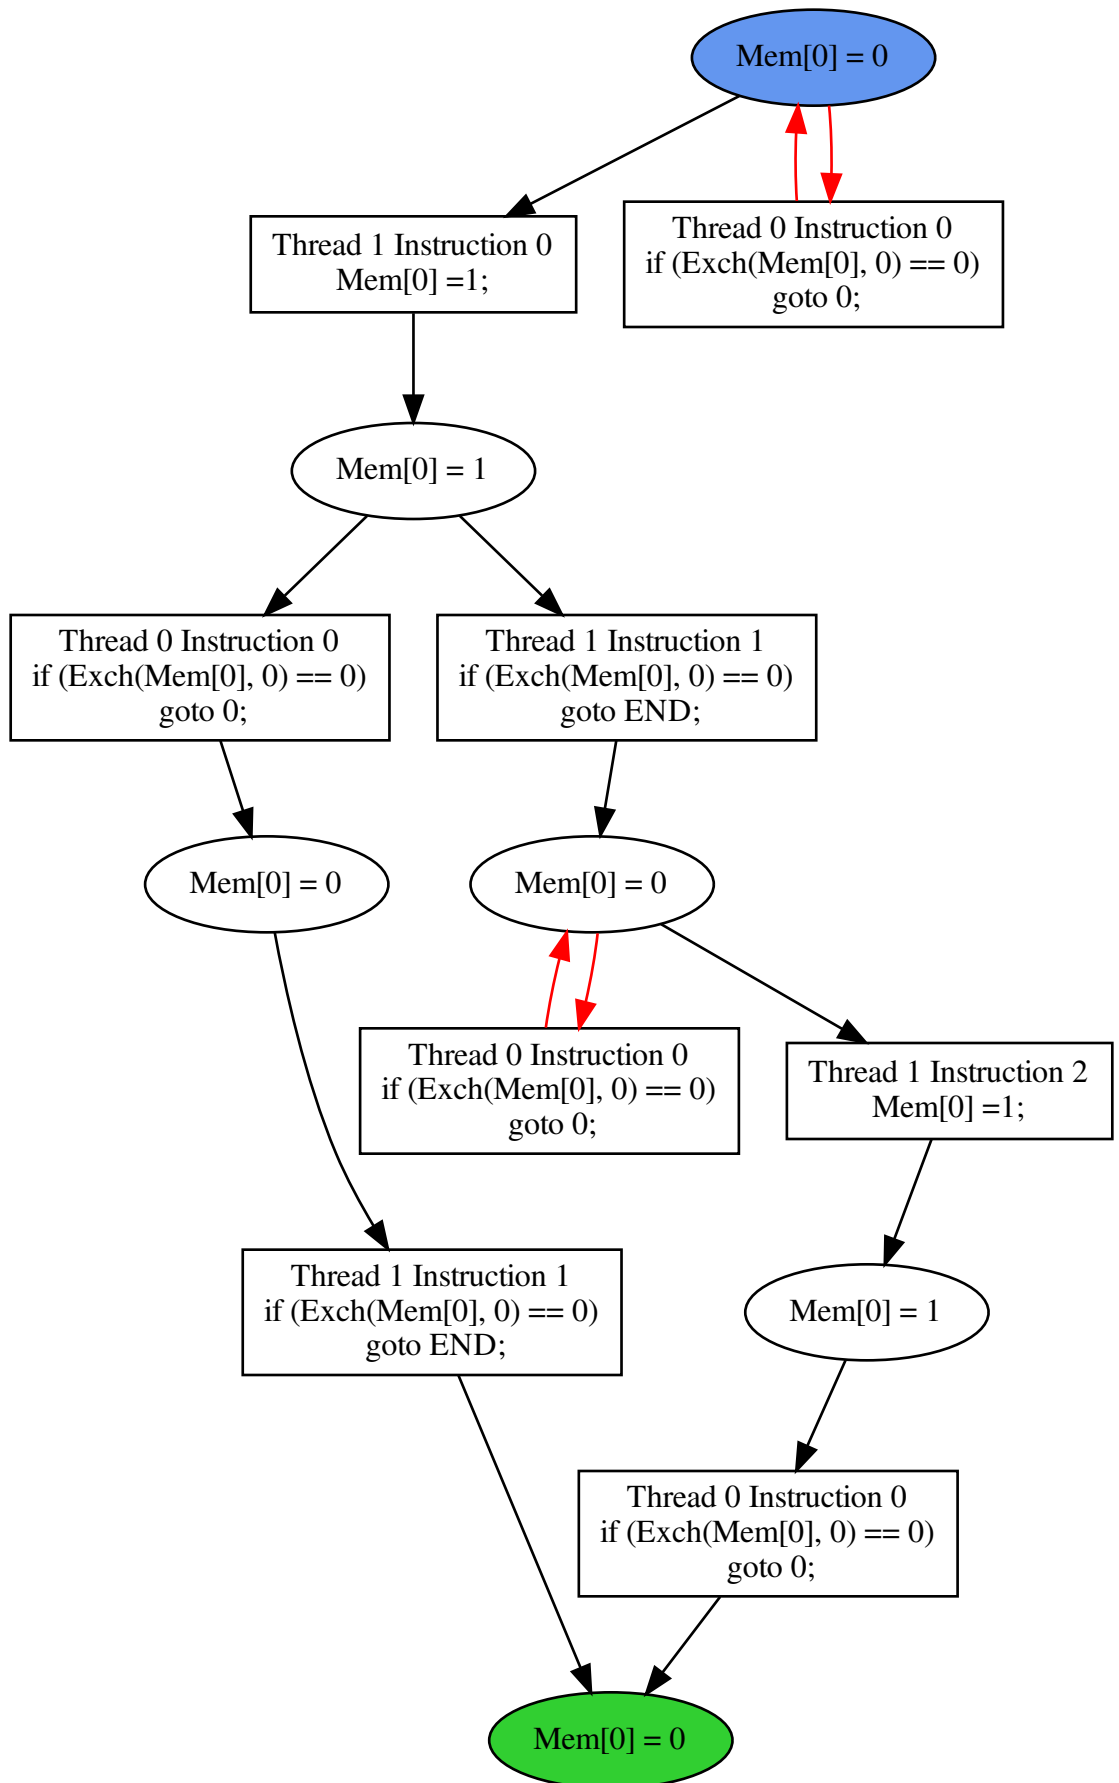 Mem[0] = 0
Thread 1 Instruction 0
Mem[0] =1;
Thread 0 Instruction 0
if (Exch(Mem[0], 0) == 0)
goto 0;
Mem[0] = 1
Thread 0 Instruction 0
if (Exch(Mem[0], 0) == 0)
goto 0;
Thread 1 Instruction 1
if (Exch(Mem[0], 0) == 0)
goto END;
Mem[0] = 0
Mem[0] = 0
Thread 0 Instruction 0
if (Exch(Mem[0], 0) == 0)
goto 0;
Thread 1 Instruction 2
Mem[0] =1;
Thread 1 Instruction 1
if (Exch(Mem[0], 0) == 0)
goto END;
Mem[0] = 1
Thread 0 Instruction 0
if (Exch(Mem[0], 0) == 0)
goto 0;
Mem[0] = 0